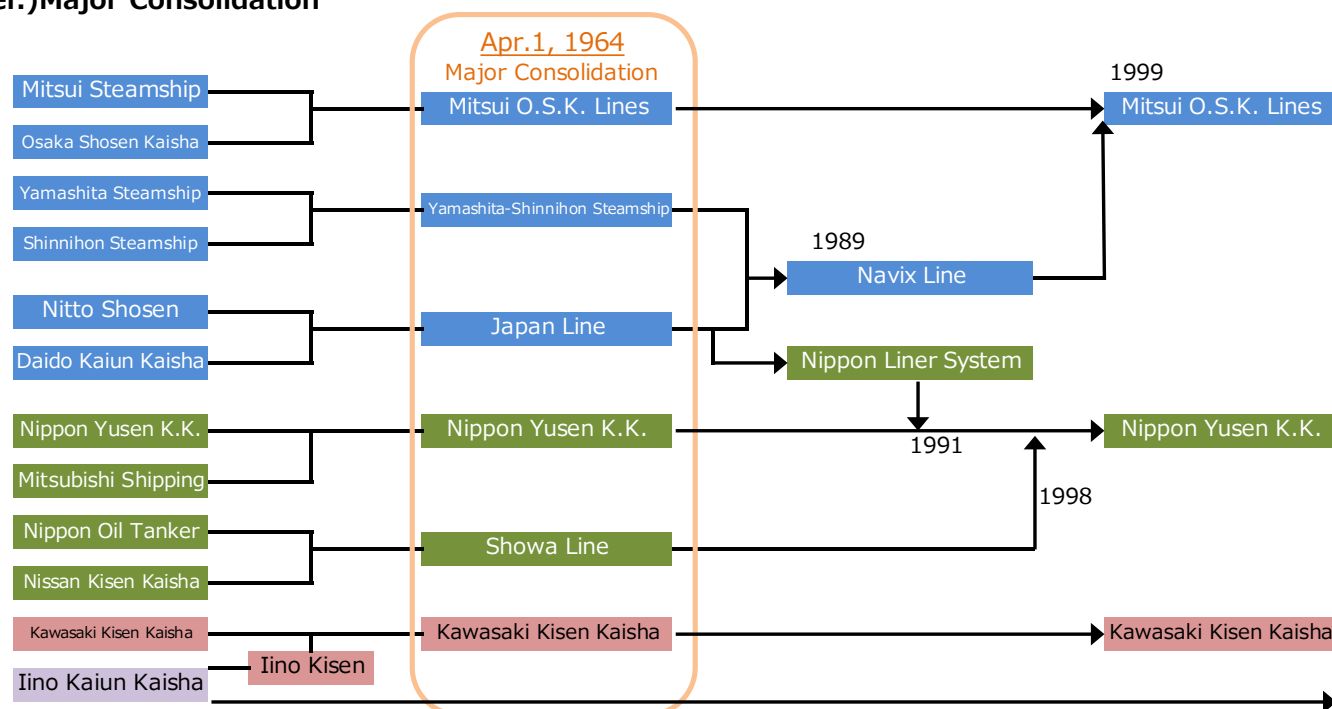 er.)Major Consolidation
Apr.1, 1964
Major Consolidation
1999
Mitsui Steamship
Mitsui O.S.K. Lines
Mitsui O.S.K. Lines
Osaka Shosen Kaisha
Yamashita Steamship
Yamashita-Shinnihon Steamship
Shinnihon Steamship
1989
Navix Line
Nitto Shosen
Japan Line
Daido Kaiun Kaisha
Nippon Liner System
Nippon Yusen K.K.
Nippon Yusen K.K.
Nippon Yusen K.K.
1991
Mitsubishi Shipping
1998
Nippon Oil Tanker
Showa Line
Nissan Kisen Kaisha
Kawasaki Kisen Kaisha
Kawasaki Kisen Kaisha
Kawasaki Kisen Kaisha
Iino Kisen
Iino Kaiun Kaisha